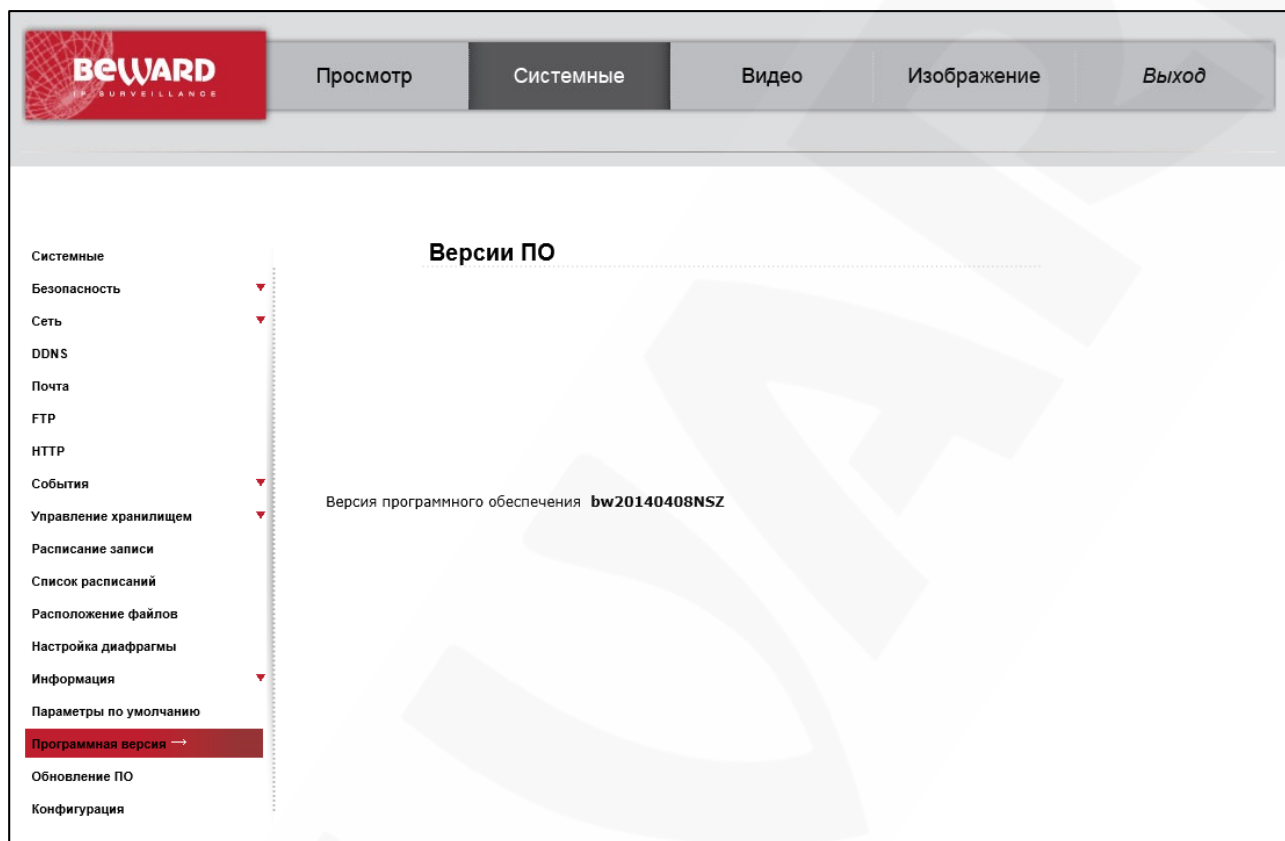 BEWARD
IP SURVEILLANCE
Просмотр
Системные
Видео
Изображение
Выход
Версии ПО
Системные
Безопасность
Сеть
DDNS
Почта
FTP
HTTP
События
Управление хранилищем
Расписание записи
Список расписаний
Расположение файлов
Настройка диафрагмы
Информация
Параметры по умолчанию
Программная версия →
Обновление ПО
Конфигурация
Версия программного обеспечения bw20140408NSZ